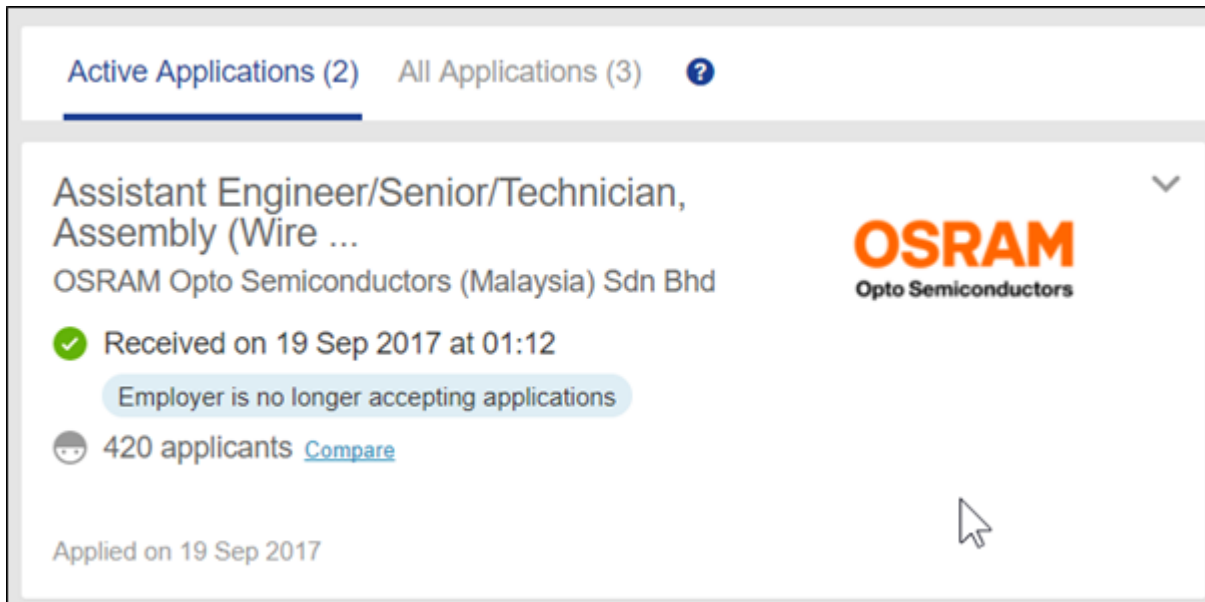 Active Applications (2) All Applications (3) ?
Assistant Engineer/Senior/Technician,
Assembly (Wire ...
OSRAM Opto Semiconductors (Malaysia) Sdn Bhd
OSRAM
Opto Semiconductors
Received on 19 Sep 2017 at 01:12
Employer is no longer accepting applications
420 applicants Compare
Applied on 19 Sep 2017